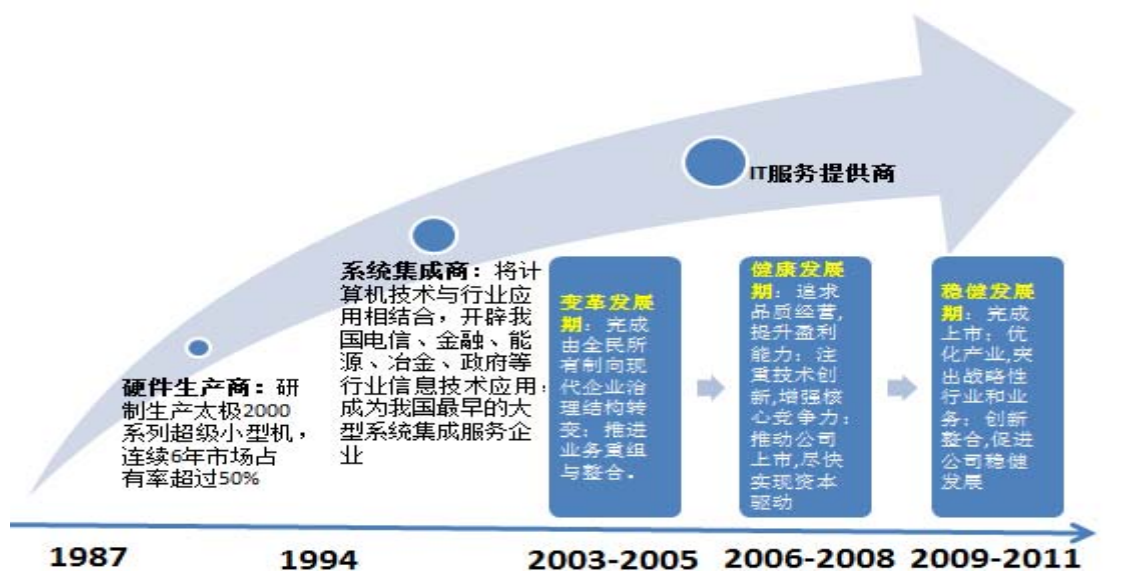 IT服务提供商
系统集成商：将计
算机技术与行业应
用相结合，开辟我
国电信、金融、能
源、冶金、政府等
行业信息技术应用；
成为我国最早的大
型系统集成服务企
业
硬件生产商：研
制生产太极2000
系列超级小型机，
连续6年市场占
有率超过50%
变革发展
期：完成
由全民所
有制向现
代企业治
理结构转
变；推进
业务重组
与整合。
健康发展
期：追求
品质经营,
提升盈利
能力；注
重技术创
新,增强核
心竞争力；
推动公司
上市,尽快
实现资本
驱动
稳健发展
期：完成
上市；优
化产业,突
出战略性
行业和业
务；创新
整合,促进
公司稳健
发展
1987
1994
2003-2005
2006-2008
2009-2011